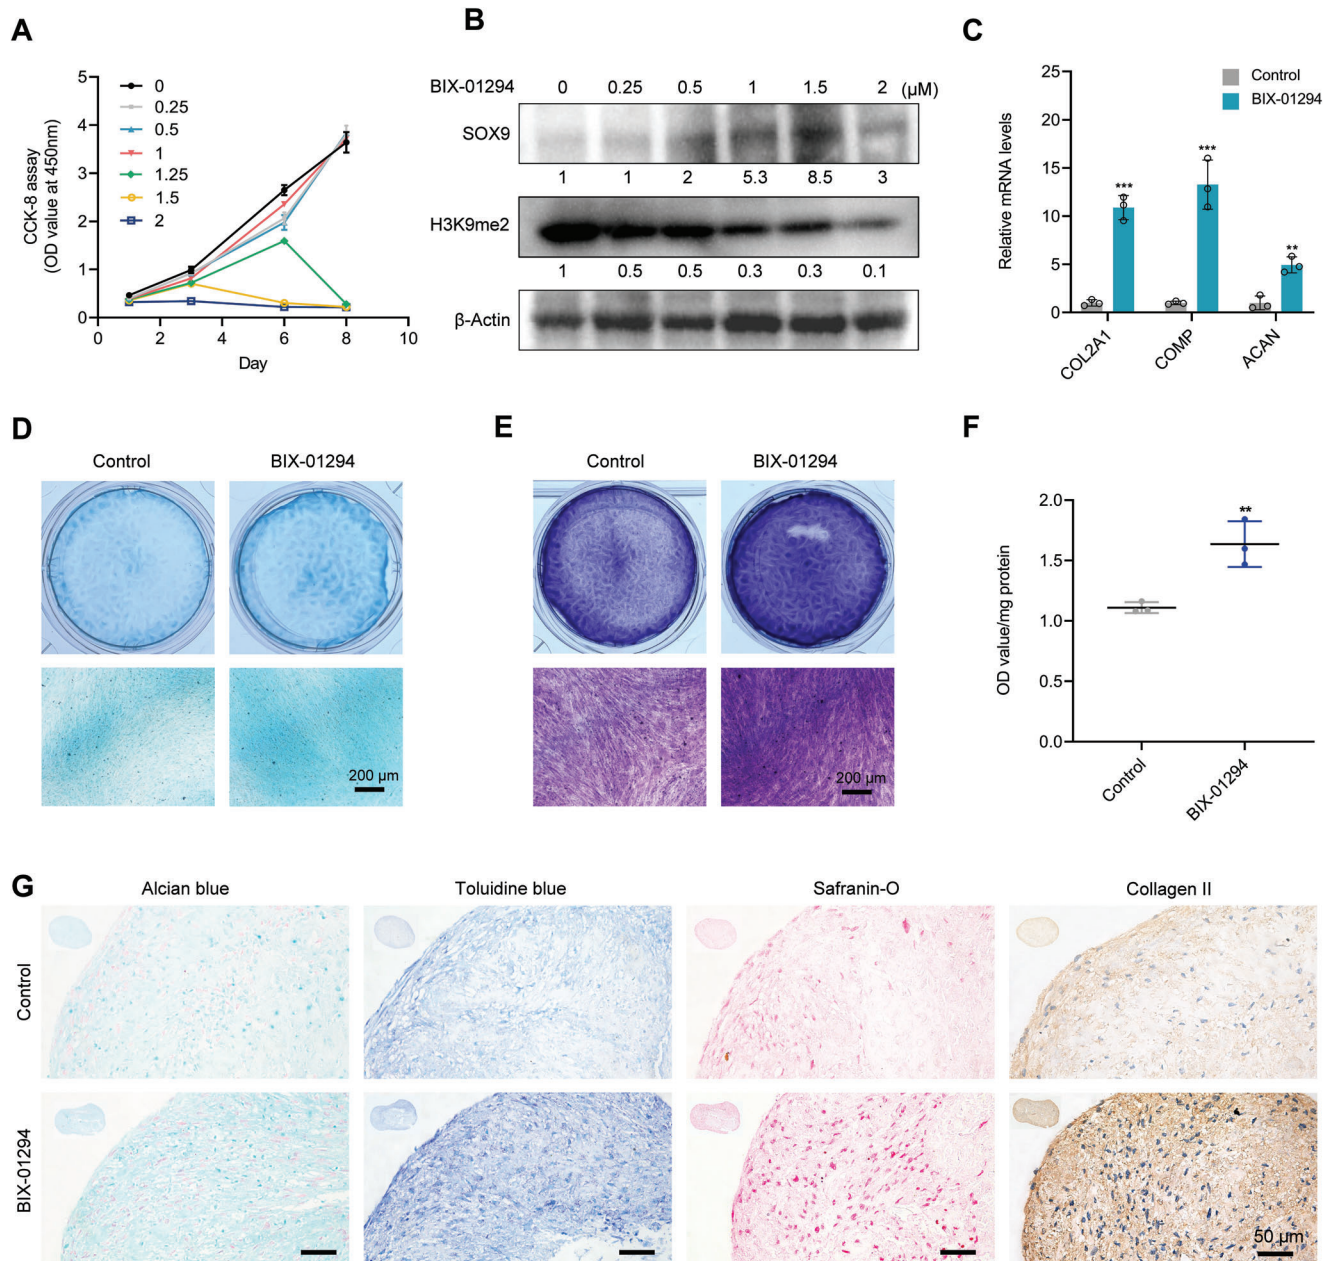 A
CCK-8 assay
(OD value at 450nm)
5
4
3
2
1
0
0
0.25
0.5
1
1.25
1.5
2
0 2 4 6 8 10
Day
B
BIX-01294 0 0.25 0.5 1 1.5 2 (μM)
SOX9
1 1 2 5.3 8.5 3
H3K9me2
1 0.5 0.5 0.3 0.3 0.1
β-Actin
C
Relative mRNA levels
25
20
15
10
5
0
Control
BIX-01294
***
***
**
COL2A1
COMP
ACAN
D
Control BIX-01294
200 μm
E
Control BIX-01294
200 μm
F
OD value/mg protein
2.0
1.5
1.0
0.5
0.0
**
Control
BIX-01294
G
Alcian blue Toluidine blue Safranin-O Collagen II
Control
BIX-01294
50 μm